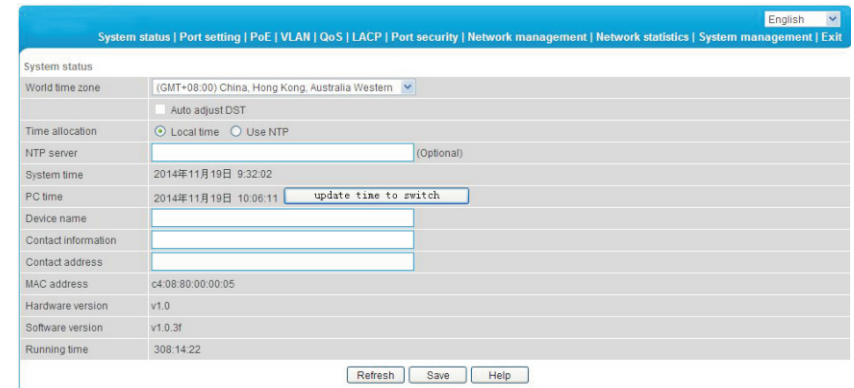 English
System status | Port setting | PoE | VLAN | QoS | LACP | Port security | Network management | Network statistics | System management | Exit
System status
World time zone (GMT+08:00) China, Hong Kong, Australia Western
Auto adjust DST
Time allocation Local time Use NTP
NTP server (Optional)
System time 2014年11月19日 9:32:02
PC time 2014年11月19日 10:06:11 update time to switch
Device name
Contact information
Contact address
MAC address c4:08:80:00:00:05
Hardware version v1.0
Software version v1.0.3f
Running time 308:14:22
Refresh Save Help